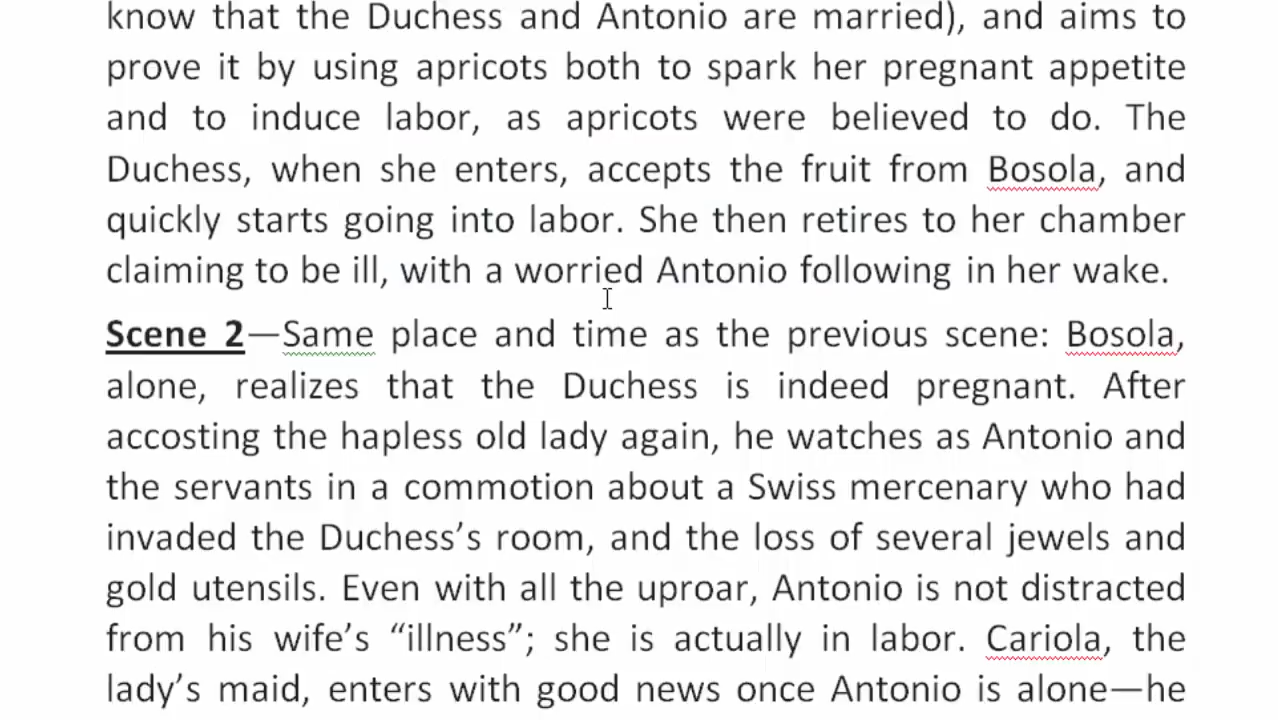 know that the Duchess and Antonio are married), and aims to
prove it by using apricots both to spark her pregnant appetite
and to induce labor, as apricots were believed to do. The
Duchess, when she enters, accepts the fruit from Bosola, and
quickly starts going into labor. She then retires to her chamber
claiming to be ill, with a worried Antonio following in her wake.
Scene 2—Same place and time as the previous scene: Bosola,
alone, realizes that the Duchess is indeed pregnant. After
accosting the hapless old lady again, he watches as Antonio and
the servants in a commotion about a Swiss mercenary who had
invaded the Duchess’s room, and the loss of several jewels and
gold utensils. Even with all the uproar, Antonio is not distracted
from his wife’s “illness”; she is actually in labor. Cariola, the
lady’s maid, enters with good news once Antonio is alone—he